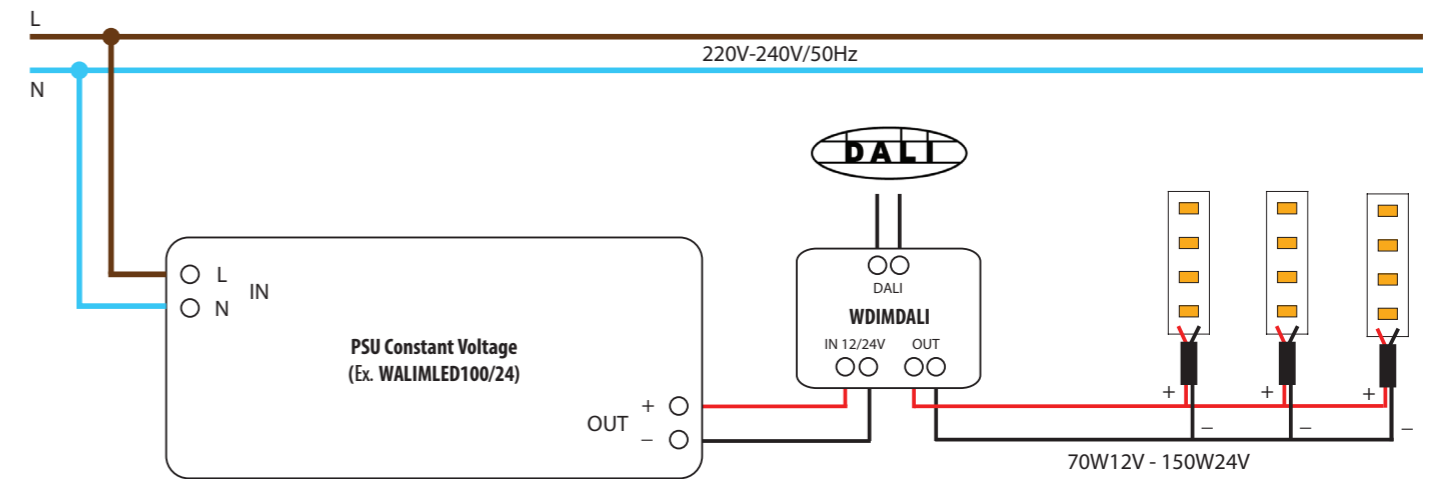 L
220V-240V/50Hz
N
DALI
L
IN
N
DALI
WDIMDALI
IN 12/24V OUT
PSU Constant Voltage
(Ex. WALIMLED100/24)
+
OUT
–
+ + +
– – –
70W12V - 150W24V